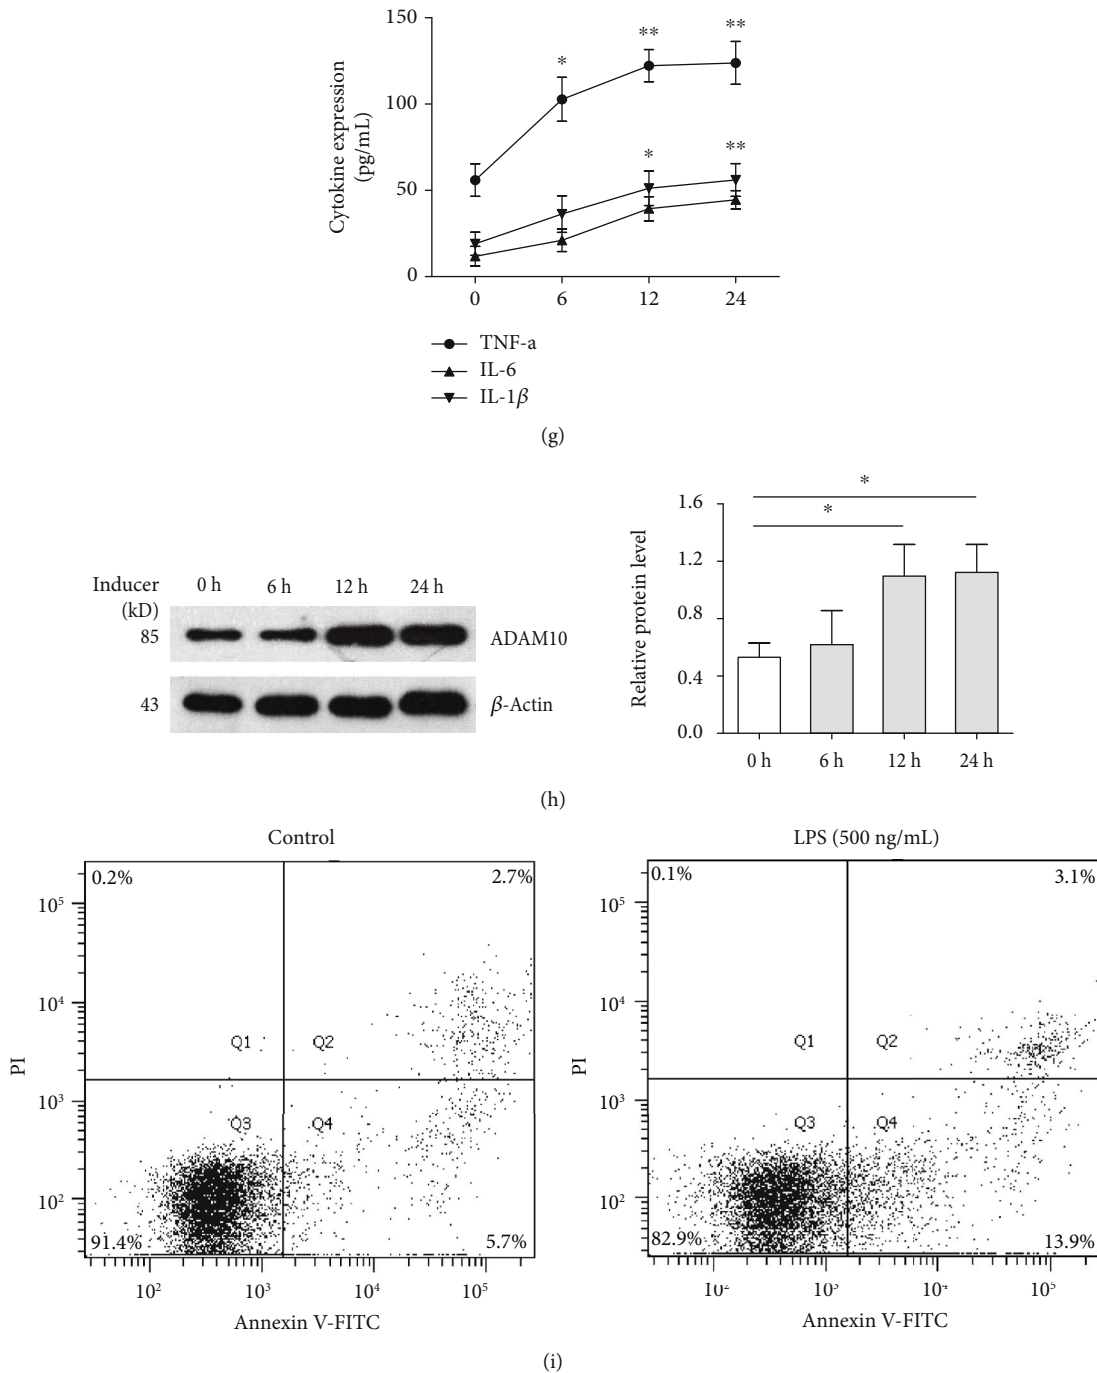 150
100
50
0
Cytokine expression
(pg/mL)
*
**
**
*
**
0 6 12 24
TNF-a
IL-6
IL-1β
(g)
Inducer 0 h 6 h 12 h 24 h
(kD)
85 ADAM10
43 β-Actin
1.6
1.2
0.8
0.4
0.0
Relative protein level
*
*
0 h 6 h 12 h 24 h
(h)
Control
0.2% 2.7%
10⁵
10⁴
10³
10²
PI
Q1 Q2
Q3 Q4
91.4% 5.7%
10² 10³ 10⁴ 10⁵
Annexin V-FITC
LPS (500 ng/mL)
0.1% 3.1%
10⁵
10⁴
10³
10²
PI
Q1 Q2
Q3 Q4
82.9% 13.9%
10² 10³ 10⁴ 10⁵
Annexin V-FITC
(i)